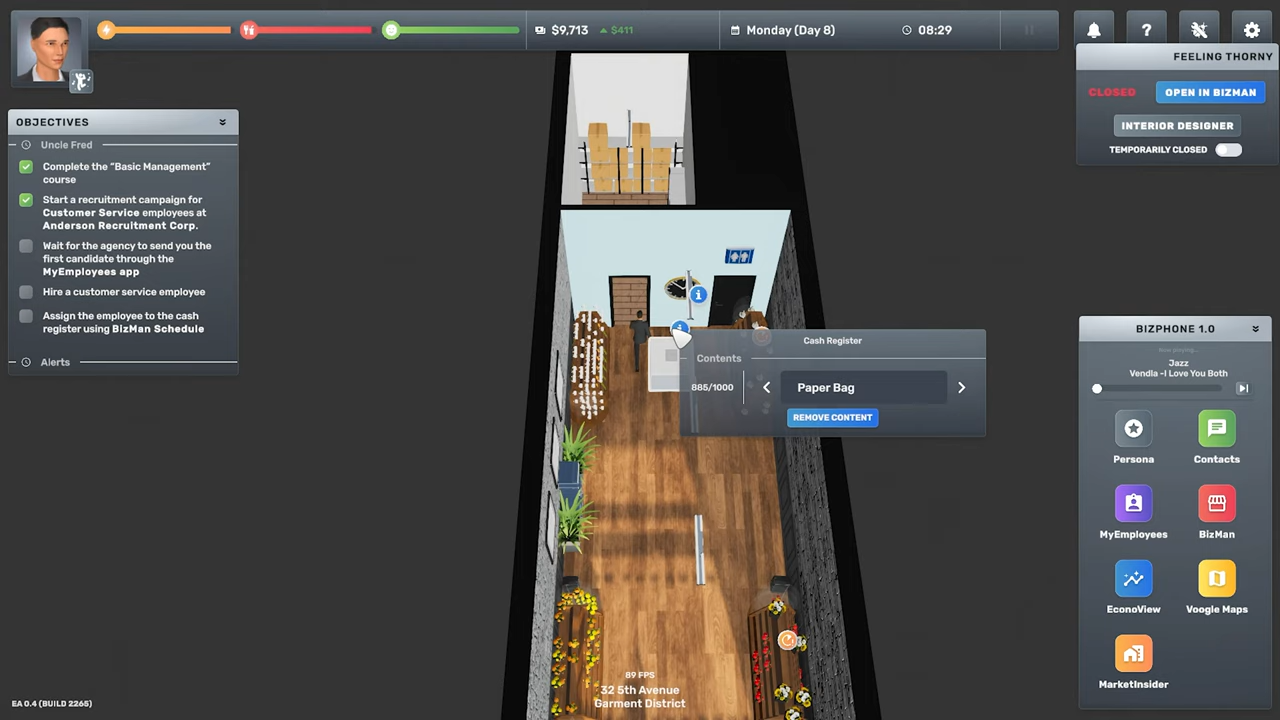 $9,713
$411
Monday (Day 8)
08:29
?
FEELING THORNY
CLOSED
OPEN IN BIZMAN
INTERIOR DESIGNER
TEMPORARILY CLOSED
OBJECTIVES
Uncle Fred
Complete the "Basic Management"
course
Start a recruitment campaign for
Customer Service employees at
Anderson Recruitment Corp.
Wait for the agency to send you the
first candidate through the
MyEmployees app
Hire a customer service employee
Assign the employee to the cash
register using BizMan Schedule
Alerts
Cash Register
Contents
885/1000
Paper Bag
REMOVE CONTENT
BIZPHONE 1.0
Now playing...
Jazz
Vendla -I Love You Both
Persona
Contacts
MyEmployees
BizMan
EconoView
Voogle Maps
MarketInsider
89 FPS
32 5th Avenue
Garment District
EA 0.4 (BUILD 2265)